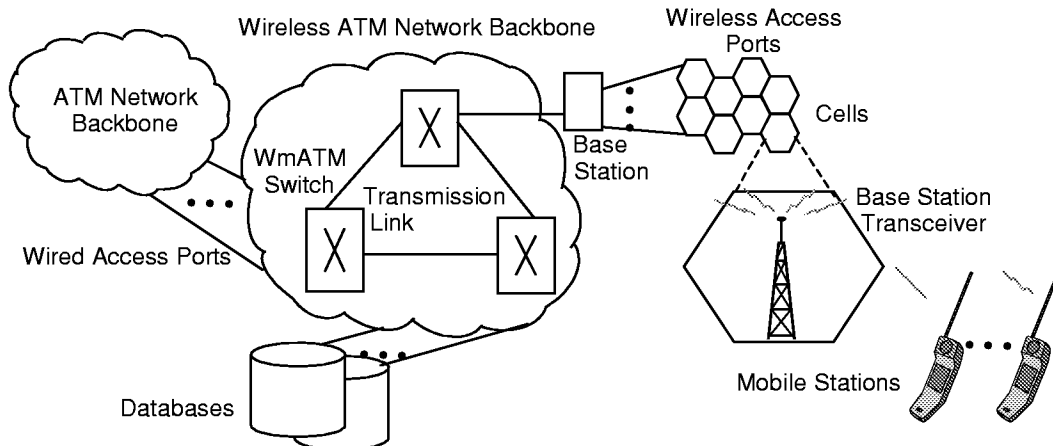 Wireless ATM Network Backbone
Wireless Access
Ports
ATM Network
Backbone
Cells
WmATM
Switch
Base
Station
Transmission
Link
Base Station
Transceiver
Wired Access Ports
Mobile Stations
Databases